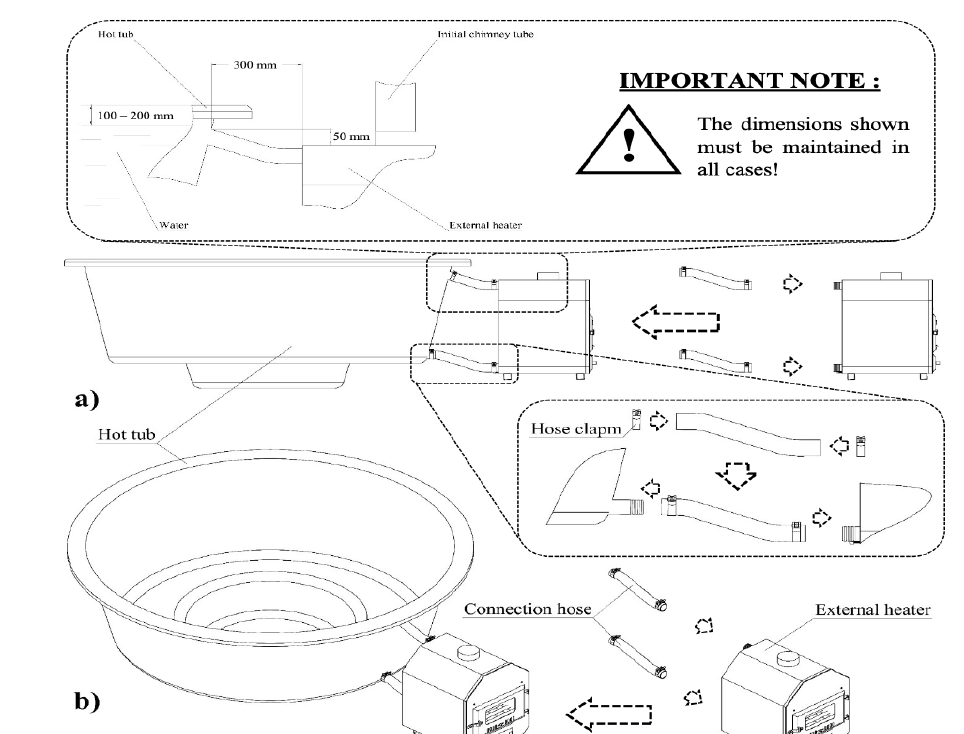 Hot tub
Initial chimney tube
300 mm
100 – 200 mm
50 mm
Water
External heater
IMPORTANT NOTE :
!
The dimensions shown
must be maintained in
all cases!
a)
Hose clapm
Hot tub
Connection hose
External heater
b)